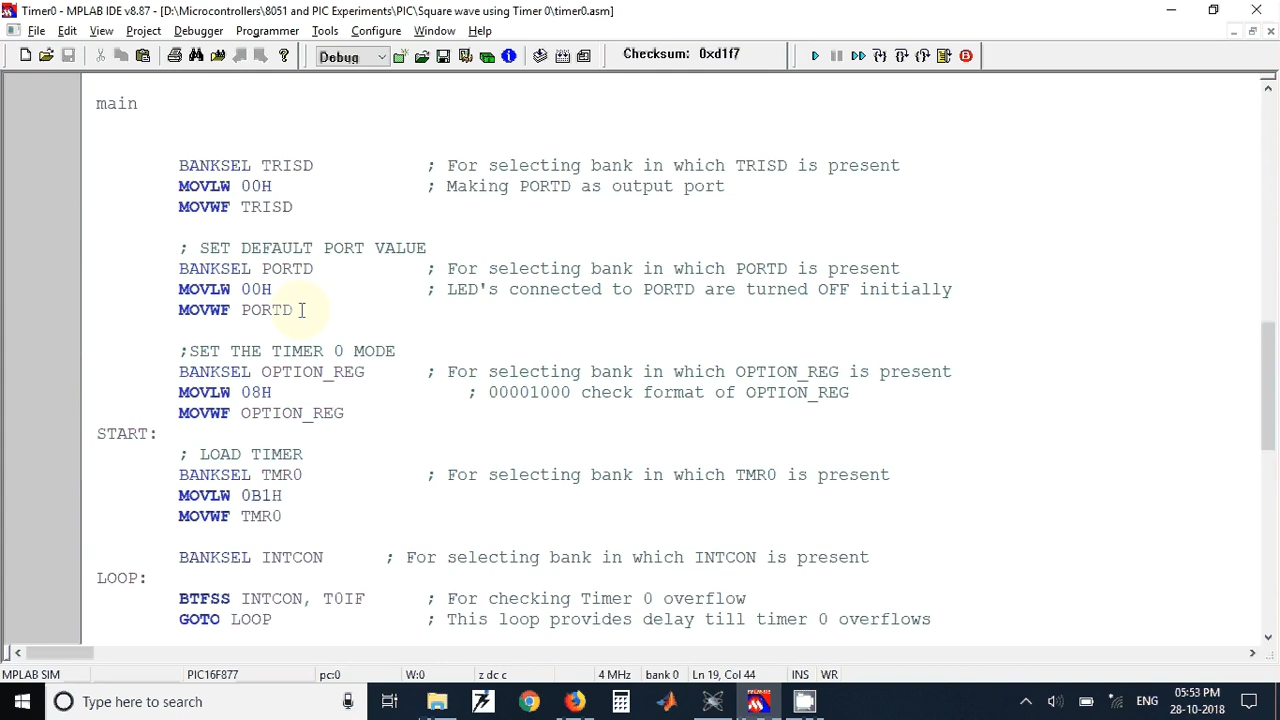 Timer0 - MPLAB IDE v8.87 - [D:\Microcontrollers\8051 and PIC Experiments\PIC\Square wave using Timer 0\timer0.asm]
File Edit View Project Debugger Programmer Tools Configure Window Help
Debug Checksum: 0xd1f7
main
BANKSEL TRISD ; For selecting bank in which TRISD is present
MOVLW 00H ; Making PORTD as output port
MOVWF TRISD
; SET DEFAULT PORT VALUE
BANKSEL PORTD ; For selecting bank in which PORTD is present
MOVLW 00H ; LED's connected to PORTD are turned OFF initially
MOVWF PORTD
;SET THE TIMER 0 MODE
BANKSEL OPTION_REG ; For selecting bank in which OPTION_REG is present
MOVLW 08H ; 00001000 check format of OPTION_REG
MOVWF OPTION_REG
START:
; LOAD TIMER
BANKSEL TMR0 ; For selecting bank in which TMR0 is present
MOVLW 0B1H
MOVWF TMR0
BANKSEL INTCON ; For selecting bank in which INTCON is present
LOOP:
BTFSS INTCON, T0IF ; For checking Timer 0 overflow
GOTO LOOP ; This loop provides delay till timer 0 overflows
MPLAB SIM PIC16F877 pc:0 W:0 z dc c 4 MHz bank 0 Ln 19, Col 44 INS WR
Type here to search ENG 05:53 PM
28-10-2018